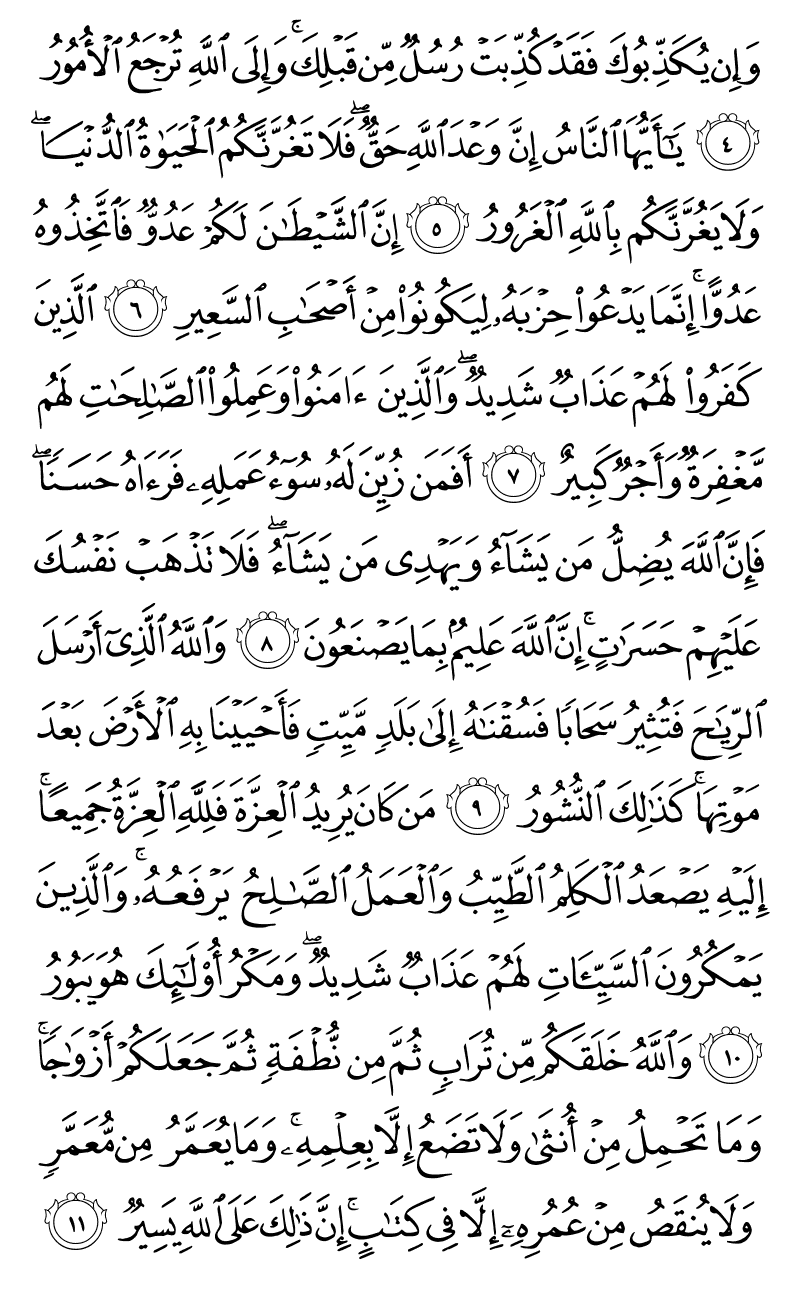 وَإِن يُكَذِّبُوكَ فَقَدْ كُذِّبَتْ رُسُلٌ مِّن قَبْلِكَ ۚ وَإِلَى ٱللَّهِ تُرْجَعُ ٱلْأُمُورُ
٤ يَـٰٓأَيُّهَا ٱلنَّاسُ إِنَّ وَعْدَ ٱللَّهِ حَقٌّ ۖ فَلَا تَغُرَّنَّكُمُ ٱلْحَيَوٰةُ ٱلدُّنْيَا ۖ
وَلَا يَغُرَّنَّكُم بِٱللَّهِ ٱلْغَرُورُ ٥ إِنَّ ٱلشَّيْطَـٰنَ لَكُمْ عَدُوٌّ فَٱتَّخِذُوهُ
عَدُوًّا ۚ إِنَّمَا يَدْعُوا۟ حِزْبَهُۥ لِيَكُونُوا۟ مِنْ أَصْحَـٰبِ ٱلسَّعِيرِ ٦ ٱلَّذِينَ
كَفَرُوا۟ لَهُمْ عَذَابٌ شَدِيدٌ ۖ وَٱلَّذِينَ ءَامَنُوا۟ وَعَمِلُوا۟ ٱلصَّـٰلِحَـٰتِ لَهُم
مَّغْفِرَةٌ وَأَجْرٌ كَبِيرٌ ٧ أَفَمَن زُيِّنَ لَهُۥ سُوٓءُ عَمَلِهِۦ فَرَءَاهُ حَسَنًا ۖ
فَإِنَّ ٱللَّهَ يُضِلُّ مَن يَشَآءُ وَيَهْدِى مَن يَشَآءُ ۖ فَلَا تَذْهَبْ نَفْسُكَ
عَلَيْهِمْ حَسَرَٰتٍ ۚ إِنَّ ٱللَّهَ عَلِيمٌۢ بِمَا يَصْنَعُونَ ٨ وَٱللَّهُ ٱلَّذِىٓ أَرْسَلَ
ٱلرِّيَـٰحَ فَتُثِيرُ سَحَابًا فَسُقْنَـٰهُ إِلَىٰ بَلَدٍ مَّيِّتٍ فَأَحْيَيْنَا بِهِ ٱلْأَرْضَ بَعْدَ
مَوْتِهَا ۚ كَذَٰلِكَ ٱلنُّشُورُ ٩ مَن كَانَ يُرِيدُ ٱلْعِزَّةَ فَلِلَّهِ ٱلْعِزَّةُ جَمِيعًا ۚ
إِلَيْهِ يَصْعَدُ ٱلْكَلِمُ ٱلطَّيِّبُ وَٱلْعَمَلُ ٱلصَّـٰلِحُ يَرْفَعُهُۥ ۚ وَٱلَّذِينَ
يَمْكُرُونَ ٱلسَّيِّـَٔاتِ لَهُمْ عَذَابٌ شَدِيدٌ ۖ وَمَكْرُ أُو۟لَـٰٓئِكَ هُوَ يَبُورُ
١٠ وَٱللَّهُ خَلَقَكُم مِّن تُرَابٍ ثُمَّ مِن نُّطْفَةٍ ثُمَّ جَعَلَكُمْ أَزْوَٰجًا ۚ
وَمَا تَحْمِلُ مِنْ أُنثَىٰ وَلَا تَضَعُ إِلَّا بِعِلْمِهِۦ ۚ وَمَا يُعَمَّرُ مِن مُّعَمَّرٍ
وَلَا يُنقَصُ مِنْ عُمُرِهِۦٓ إِلَّا فِى كِتَـٰبٍ ۚ إِنَّ ذَٰلِكَ عَلَى ٱللَّهِ يَسِيرٌ ١١